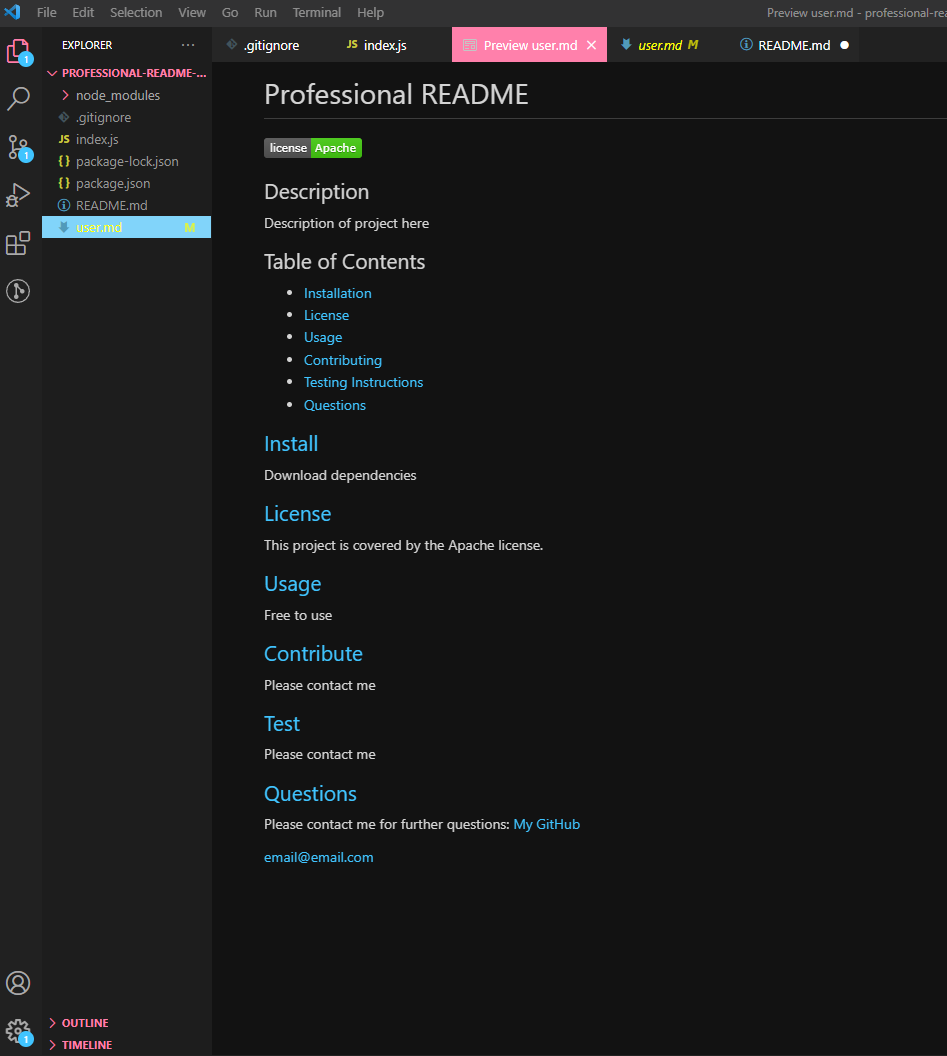 File Edit Selection View Go Run Terminal Help Preview user.md - professional-rea
EXPLORER ...
.gitignore JS index.js Preview user.md × user.md M README.md
PROFESSIONAL-README-...
node_modules
.gitignore
JS index.js
{} package-lock.json
{} package.json
README.md
user.md M
1
1
1
OUTLINE
TIMELINE
Professional README
license Apache
Description
Description of project here
Table of Contents
• Installation
• License
• Usage
• Contributing
• Testing Instructions
• Questions
Install
Download dependencies
License
This project is covered by the Apache license.
Usage
Free to use
Contribute
Please contact me
Test
Please contact me
Questions
Please contact me for further questions: My GitHub
email@email.com